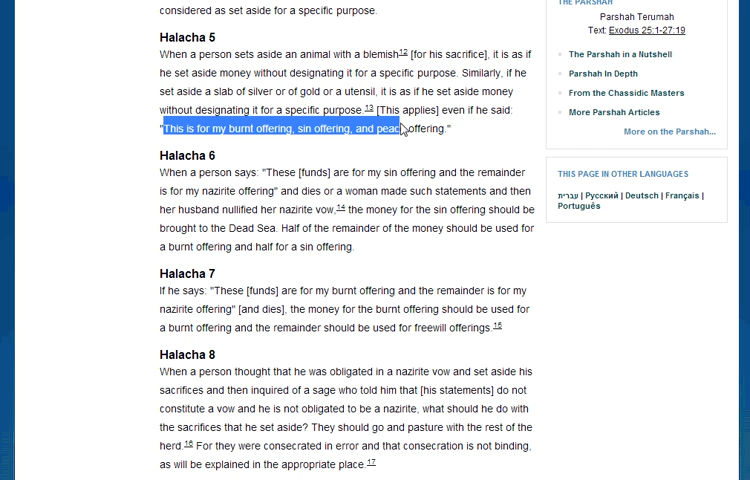 considered as set aside for a specific purpose.
Halacha 5
When a person sets aside an animal with a blemish12 [for his sacrifice], it is as if
he set aside money without designating it for a specific purpose. Similarly, if he
set aside a slab of silver or of gold or a utensil, it is as if he set aside money
without designating it for a specific purpose.13 [This applies] even if he said:
"This is for my burnt offering, sin offering, and peac offering."
Halacha 6
When a person says: "These [funds] are for my sin offering and the remainder
is for my nazirite offering" and dies or a woman made such statements and then
her husband nullified her nazirite vow,14 the money for the sin offering should be
brought to the Dead Sea. Half of the remainder of the money should be used for
a burnt offering and half for a sin offering.
Halacha 7
If he says: "These [funds] are for my burnt offering and the remainder is for my
nazirite offering" [and dies], the money for the burnt offering should be used for
a burnt offering and the remainder should be used for freewill offerings.15
Halacha 8
When a person thought that he was obligated in a nazirite vow and set aside his
sacrifices and then inquired of a sage who told him that [his statements] do not
constitute a vow and he is not obligated to be a nazirite, what should he do with
the sacrifices that he set aside? They should go and pasture with the rest of the
herd.16 For they were consecrated in error and that consecration is not binding,
as will be explained in the appropriate place.17
THE PARSHAH
Parshah Terumah
Text: Exodus 25:1-27:19
The Parshah in a Nutshell
Parshah In Depth
From the Chassidic Masters
More Parshah Articles
More on the Parshah...
THIS PAGE IN OTHER LANGUAGES
עברית | Русский | Deutsch | Français |
Português